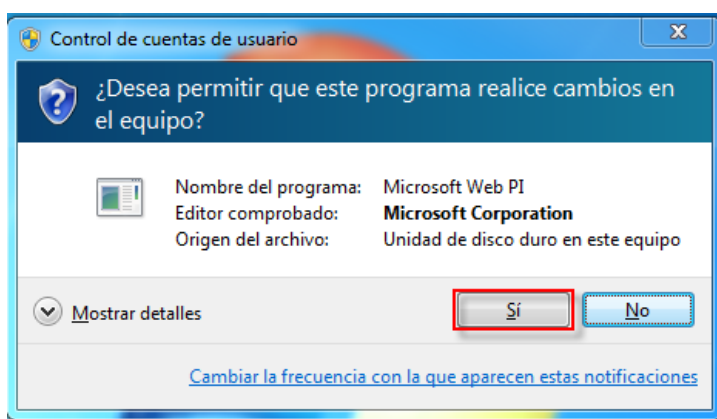 Control de cuentas de usuario
X
¿Desea permitir que este programa realice cambios en
el equipo?
Nombre del programa: Microsoft Web PI
Editor comprobado: Microsoft Corporation
Origen del archivo: Unidad de disco duro en este equipo
Mostrar detalles Sí No
Cambiar la frecuencia con la que aparecen estas notificaciones